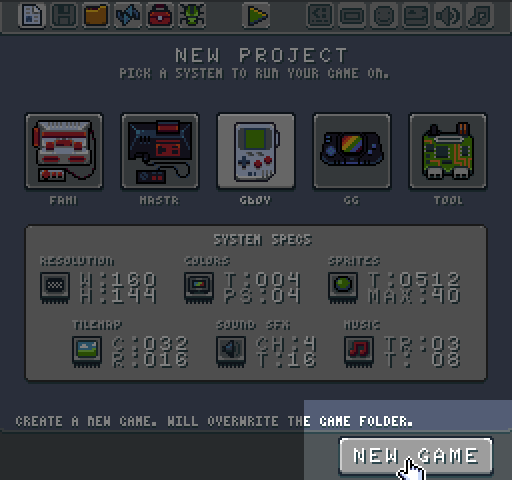 NEW PROJECT
PICK A SYSTEM TO RUN YOUR GAME ON.
FAMI MASTR GBOY GG TOOL
SYSTEM SPECS
RESOLUTION COLORS SPRITES
W:160 T:004 T:0512
H:144 PS:04 MAX:40
TILEMAP SOUND SFX MUSIC
C:032 CH:4 TR:03
R:016 T:16 T: 08
CREATE A NEW GAME. WILL OVERWRITE THE GAME FOLDER.
NEW GAME